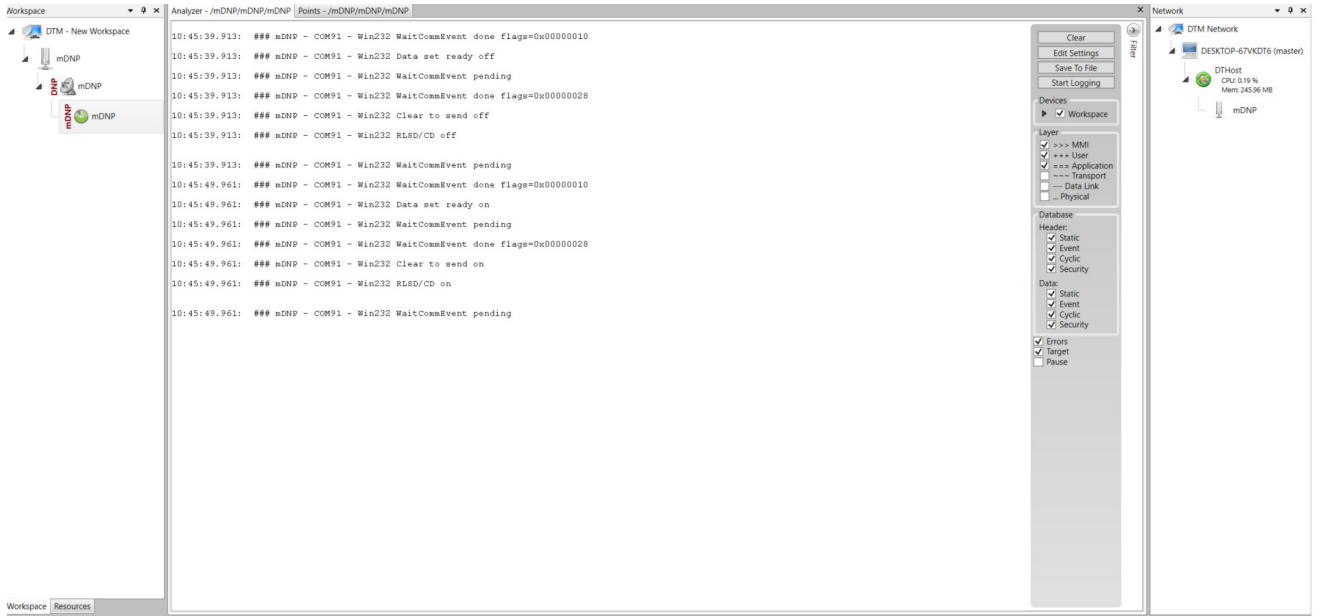 Workspace
DTM - New Workspace
mDNP
DNP mDNP
mDNP mDNP
Workspace Resources
Analyzer - /mDNP/mDNP/mDNP Points - /mDNP/mDNP/mDNP
10:45:39.913: ### mDNP - COM91 - Win232 WaitCommEvent done flags=0x00000010
10:45:39.913: ### mDNP - COM91 - Win232 Data set ready off
10:45:39.913: ### mDNP - COM91 - Win232 WaitCommEvent pending
10:45:39.913: ### mDNP - COM91 - Win232 WaitCommEvent done flags=0x00000028
10:45:39.913: ### mDNP - COM91 - Win232 Clear to send off
10:45:39.913: ### mDNP - COM91 - Win232 RLSD/CD off
10:45:39.913: ### mDNP - COM91 - Win232 WaitCommEvent pending
10:45:49.961: ### mDNP - COM91 - Win232 WaitCommEvent done flags=0x00000010
10:45:49.961: ### mDNP - COM91 - Win232 Data set ready on
10:45:49.961: ### mDNP - COM91 - Win232 WaitCommEvent pending
10:45:49.961: ### mDNP - COM91 - Win232 WaitCommEvent done flags=0x00000028
10:45:49.961: ### mDNP - COM91 - Win232 Clear to send on
10:45:49.961: ### mDNP - COM91 - Win232 RLSD/CD on
10:45:49.961: ### mDNP - COM91 - Win232 WaitCommEvent pending
Clear
Edit Settings
Save To File
Start Logging
Devices
Workspace
Layer
>>> MMI
+++ User
=== Application
~~~ Transport
--- Data Link
... Physical
Database
Header:
Static
Event
Cyclic
Security
Data:
Static
Event
Cyclic
Security
Errors
Target
Pause
Filter
Network
DTM Network
DESKTOP-67VKDT6 (master)
DTHost
CPU: 0.19 %
Mem: 245.96 MB
mDNP